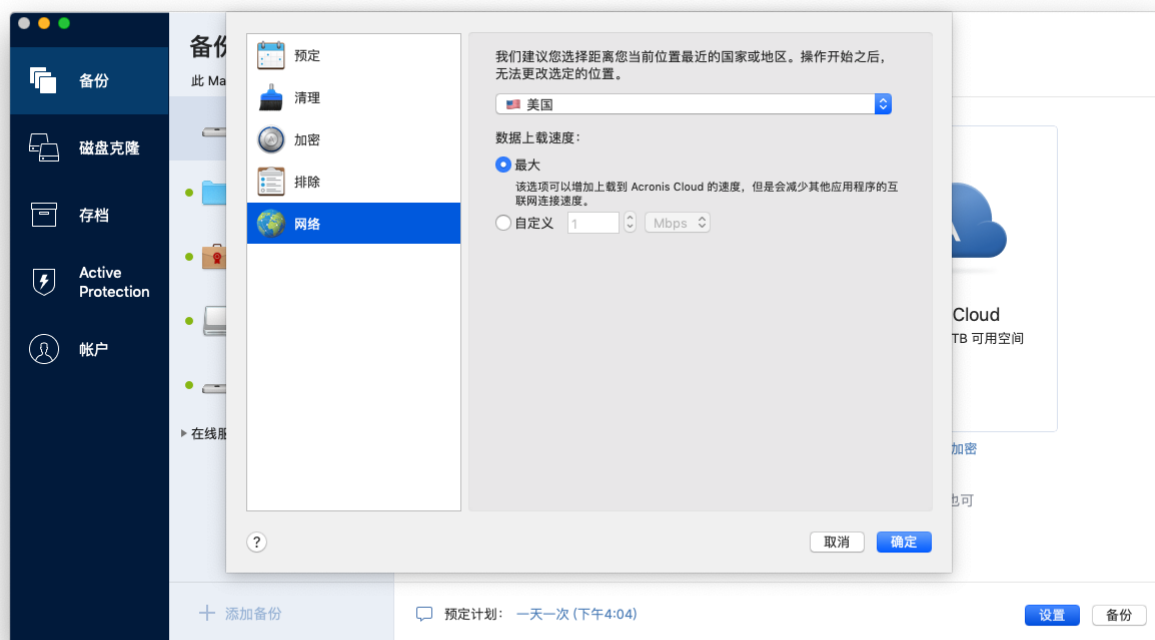 备份
磁盘克隆
存档
Active
Protection
帐户
备份
此 Ma
在线服
添加备份
预定
清理
加密
排除
网络
我们建议您选择距离您当前位置最近的国家或地区。操作开始之后，
无法更改选定的位置。
美国
数据上载速度：
最大
该选项可以增加上载到 Acronis Cloud 的速度，但是会减少其他应用程序的互
联网连接速度。
自定义 1 Mbps
?
取消 确定
Cloud
TB 可用空间
加密
也可
预定计划： 一天一次 (下午4:04)
设置 备份